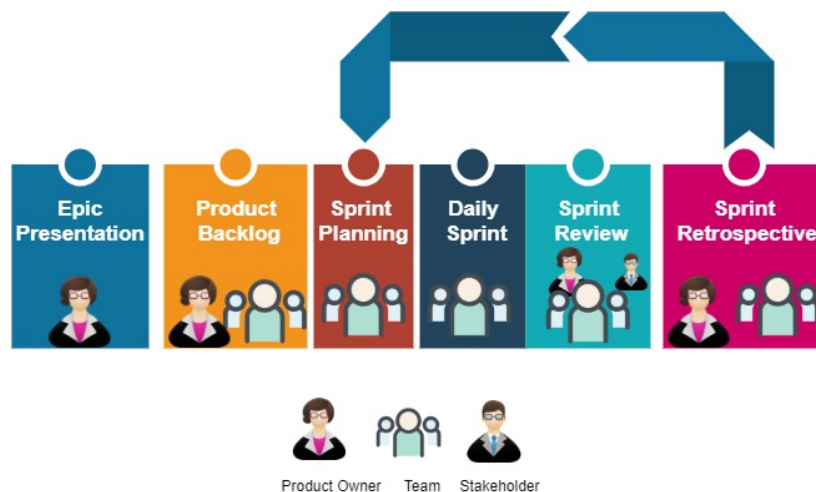 Epic
Presentation
Product
Backlog
Sprint
Planning
Daily
Sprint
Sprint
Review
Sprint
Retrospective
Product Owner
Team
Stakeholder